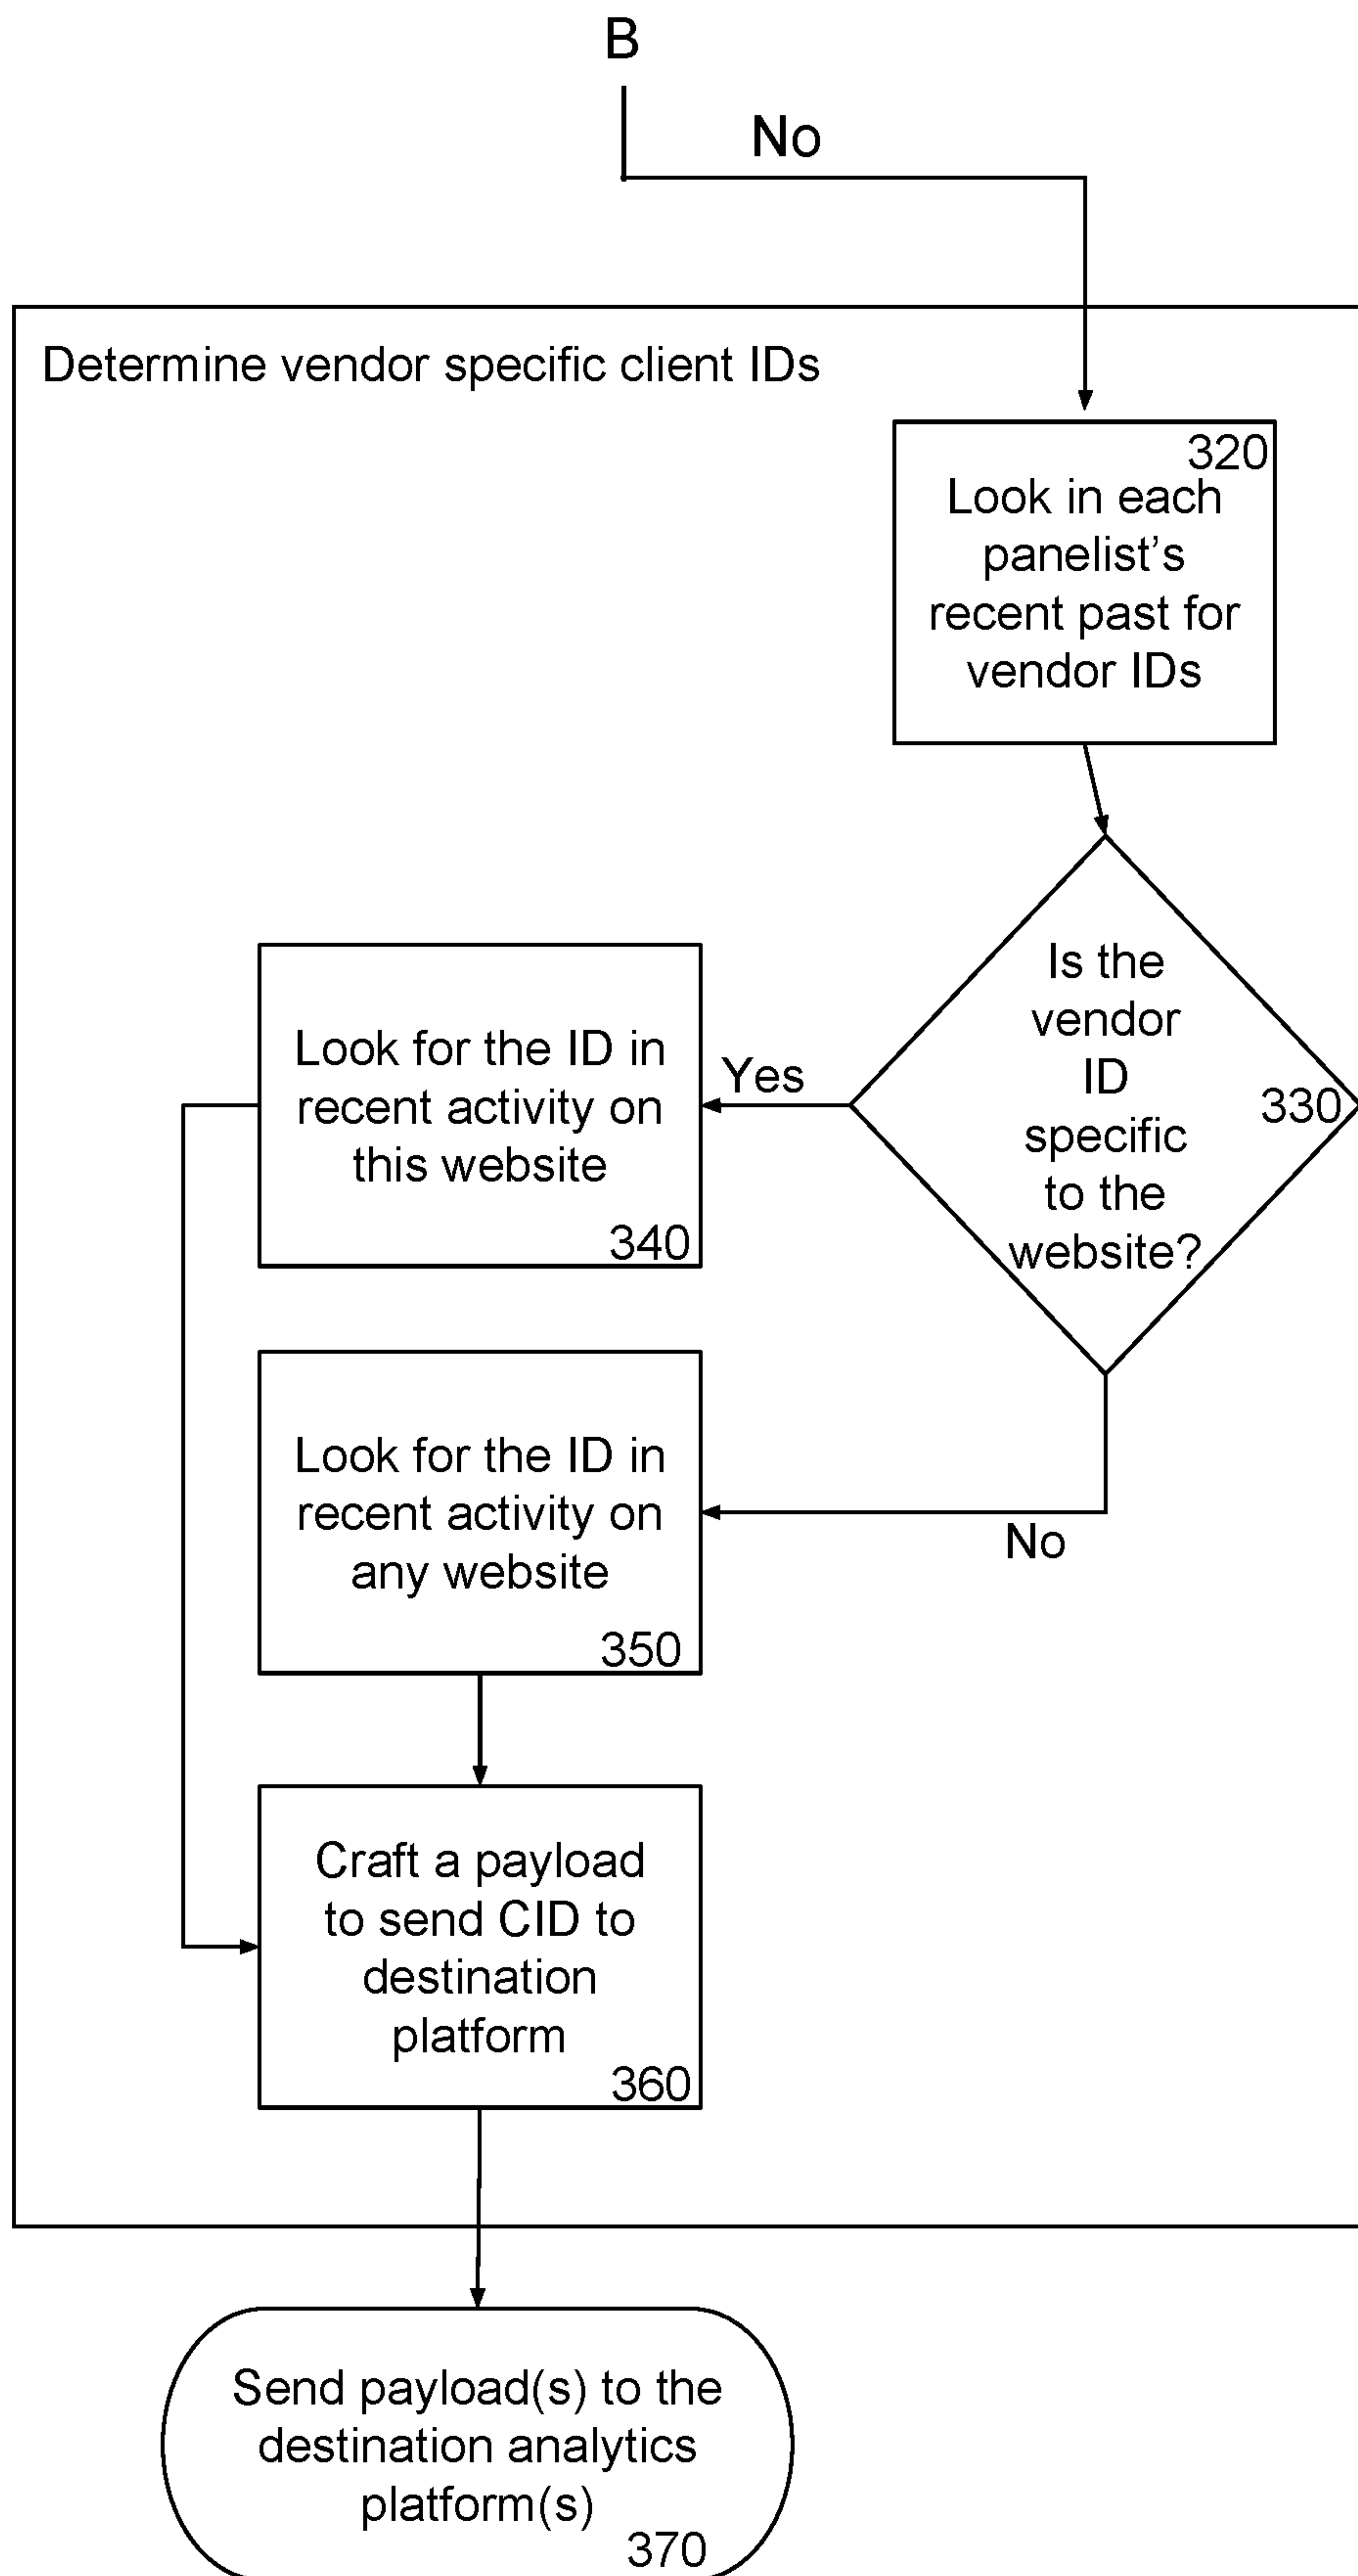 B
No
Determine vendor specific client IDs
320
Look in each
panelist's
recent past for
vendor IDs
Is the
vendor
ID
specific
to the
website?
330
Yes
Look for the ID in
recent activity on
this website
340
No
Look for the ID in
recent activity on
any website
350
Craft a payload
to send CID to
destination
platform
360
Send payload(s) to the
destination analytics
platform(s)
370